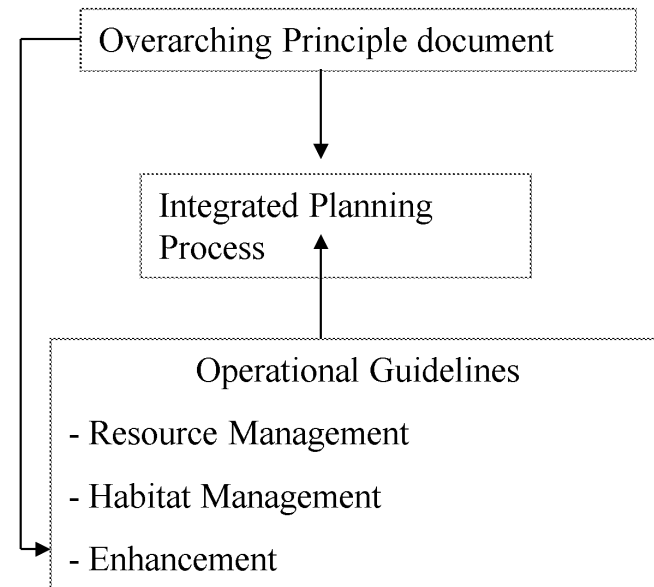 Overarching Principle document
Integrated Planning
Process
Operational Guidelines
- Resource Management
- Habitat Management
- Enhancement